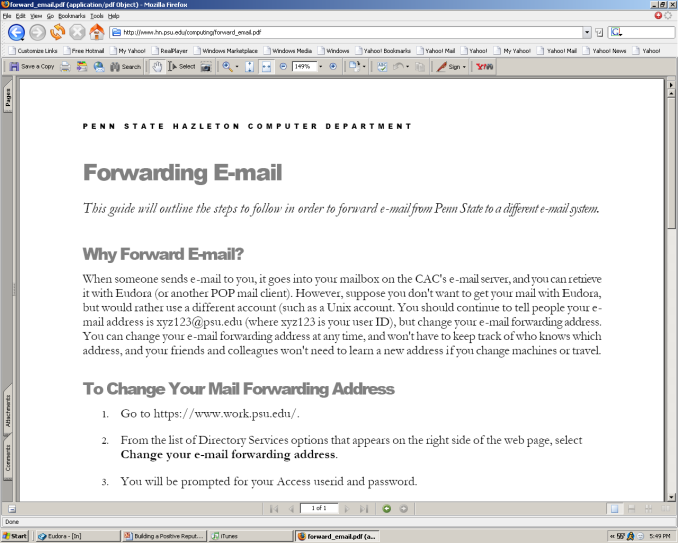 forward_email.pdf (application/pdf Object) - Mozilla Firefox
File Edit View Go Bookmarks Tools Help
http://www.hn.psu.edu/computing/forward_email.pdf
Customize Links Free Hotmail My Yahoo! RealPlayer Windows Marketplace Windows Media Windows Yahoo! Bookmarks Yahoo! Mail Yahoo! My Yahoo! Yahoo! Mail Yahoo! News Yahoo!
Save a Copy Search Select 149% Sign Y!
Pages
PENN STATE HAZLETON COMPUTER DEPARTMENT
Forwarding E-mail
This guide will outline the steps to follow in order to forward e-mail from Penn State to a different e-mail system.
Why Forward E-mail?
When someone sends e-mail to you, it goes into your mailbox on the CAC's e-mail server, and you can retrieve
it with Eudora (or another POP mail client). However, suppose you don't want to get your mail with Eudora,
but would rather use a different account (such as a Unix account. You should continue to tell people your e-
mail address is xyz123@psu.edu (where xyz123 is your user ID), but change your e-mail forwarding address.
You can change your e-mail forwarding address at any time, and won't have to keep track of who knows which
address, and your friends and colleagues won't need to learn a new address if you change machines or travel.
To Change Your Mail Forwarding Address
1. Go to https://www.work.psu.edu/.
2. From the list of Directory Services options that appears on the right side of the web page, select
Change your e-mail forwarding address.
3. You will be prompted for your Access userid and password.
Attachments
Comments
1 of 1
Done
Start Eudora - [In] Building a Positive Reput... iTunes forward_email.pdf (a... 5:49 PM